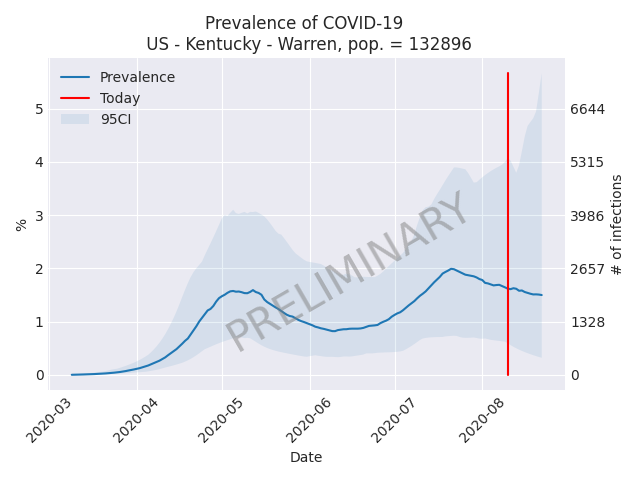 Prevalence of COVID-19
US - Kentucky - Warren, pop. = 132896
Prevalence
Today
95CI
%
5
4
3
2
1
0
6644
5315
3986
2657
1328
0
# of infections
PRELIMINARY
2020-03
2020-04
2020-05
2020-06
2020-07
2020-08
Date